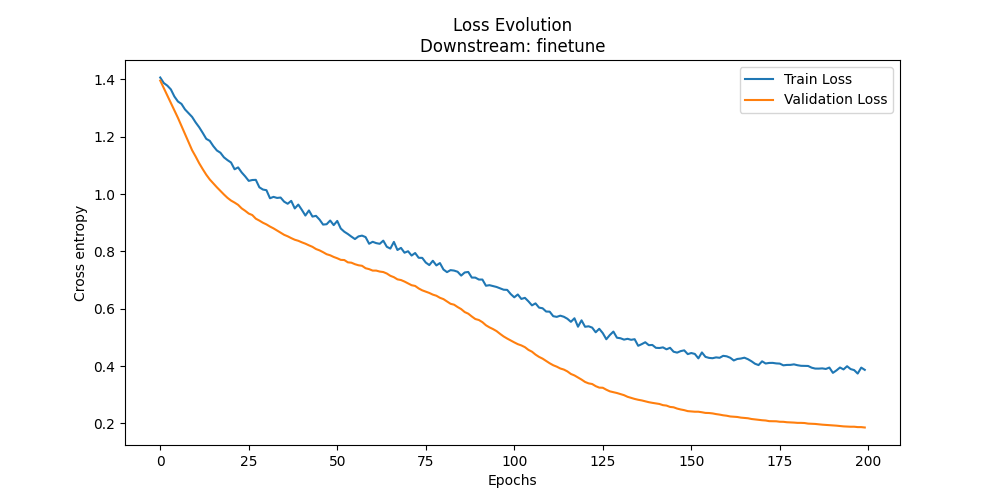 Loss Evolution
Downstream: finetune
Train Loss
Validation Loss
Cross entropy
1.4
1.2
1.0
0.8
0.6
0.4
0.2
0 25 50 75 100 125 150 175 200
Epochs